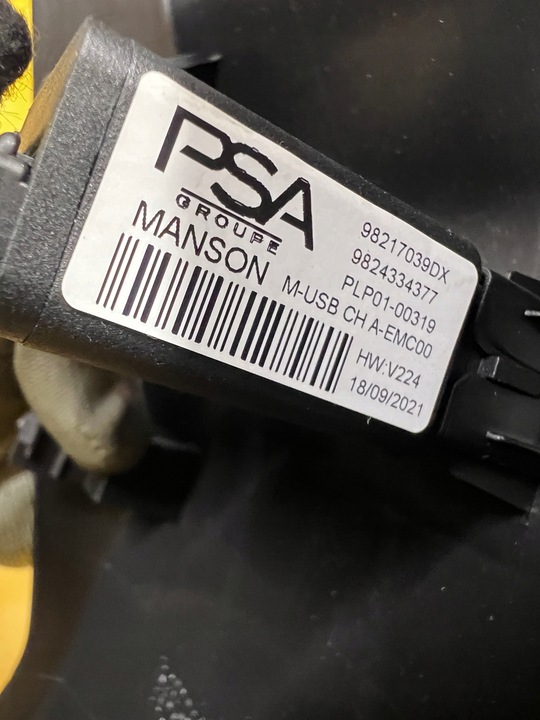 PSA
GROUPE
MANSON
98217039DX
9824334377
PLP01-00319
M-USB CH A-EMC00
HW:V224
18/09/2021